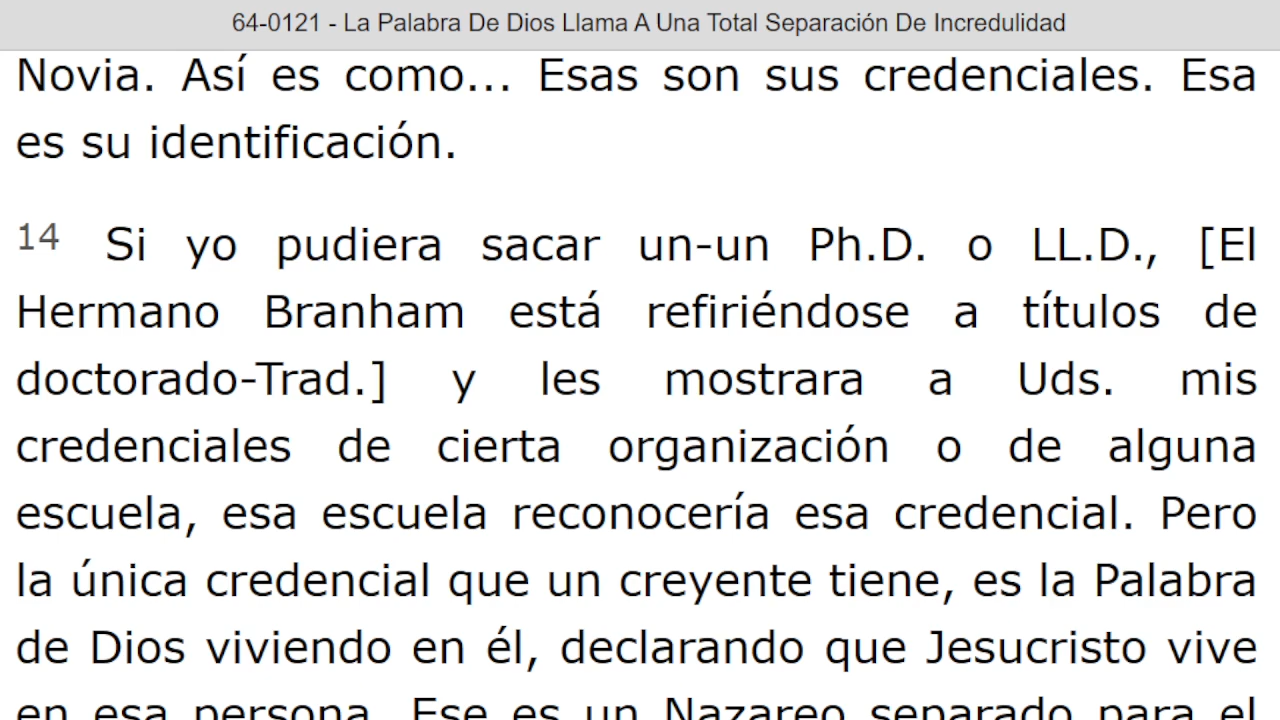 64-0121 - La Palabra De Dios Llama A Una Total Separación De Incredulidad
Novia. Así es como... Esas son sus credenciales. Esa
es su identificación.
14 Si yo pudiera sacar un-un Ph.D. o LL.D., [El
Hermano Branham está refiriéndose a títulos de
doctorado-Trad.] y les mostrara a Uds. mis
credenciales de cierta organización o de alguna
escuela, esa escuela reconocería esa credencial. Pero
la única credencial que un creyente tiene, es la Palabra
de Dios viviendo en él, declarando que Jesucristo vive
en esa persona. Ese es un Nazareo separado para el